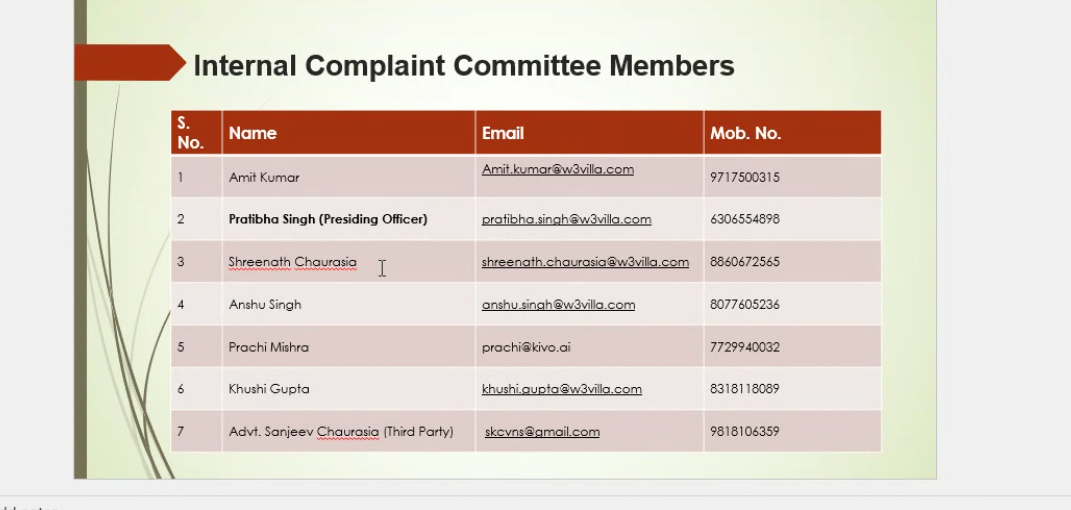 Internal Complaint Committee Members
S. No. Name Email Mob. No.
1 Amit Kumar Amit.kumar@w3villa.com 9717500315
2 Pratibha Singh (Presiding Officer) pratibha.singh@w3villa.com 6306554898
3 Shreenath Chaurasia shreenath.chaurasia@w3villa.com 8860672565
4 Anshu Singh anshu.singh@w3villa.com 8077605236
5 Prachi Mishra prachi@kivo.ai 7729940032
6 Khushi Gupta khushi.gupta@w3villa.com 8318118089
7 Advt. Sanjeev Chaurasia (Third Party) skcvns@gmail.com 9818106359